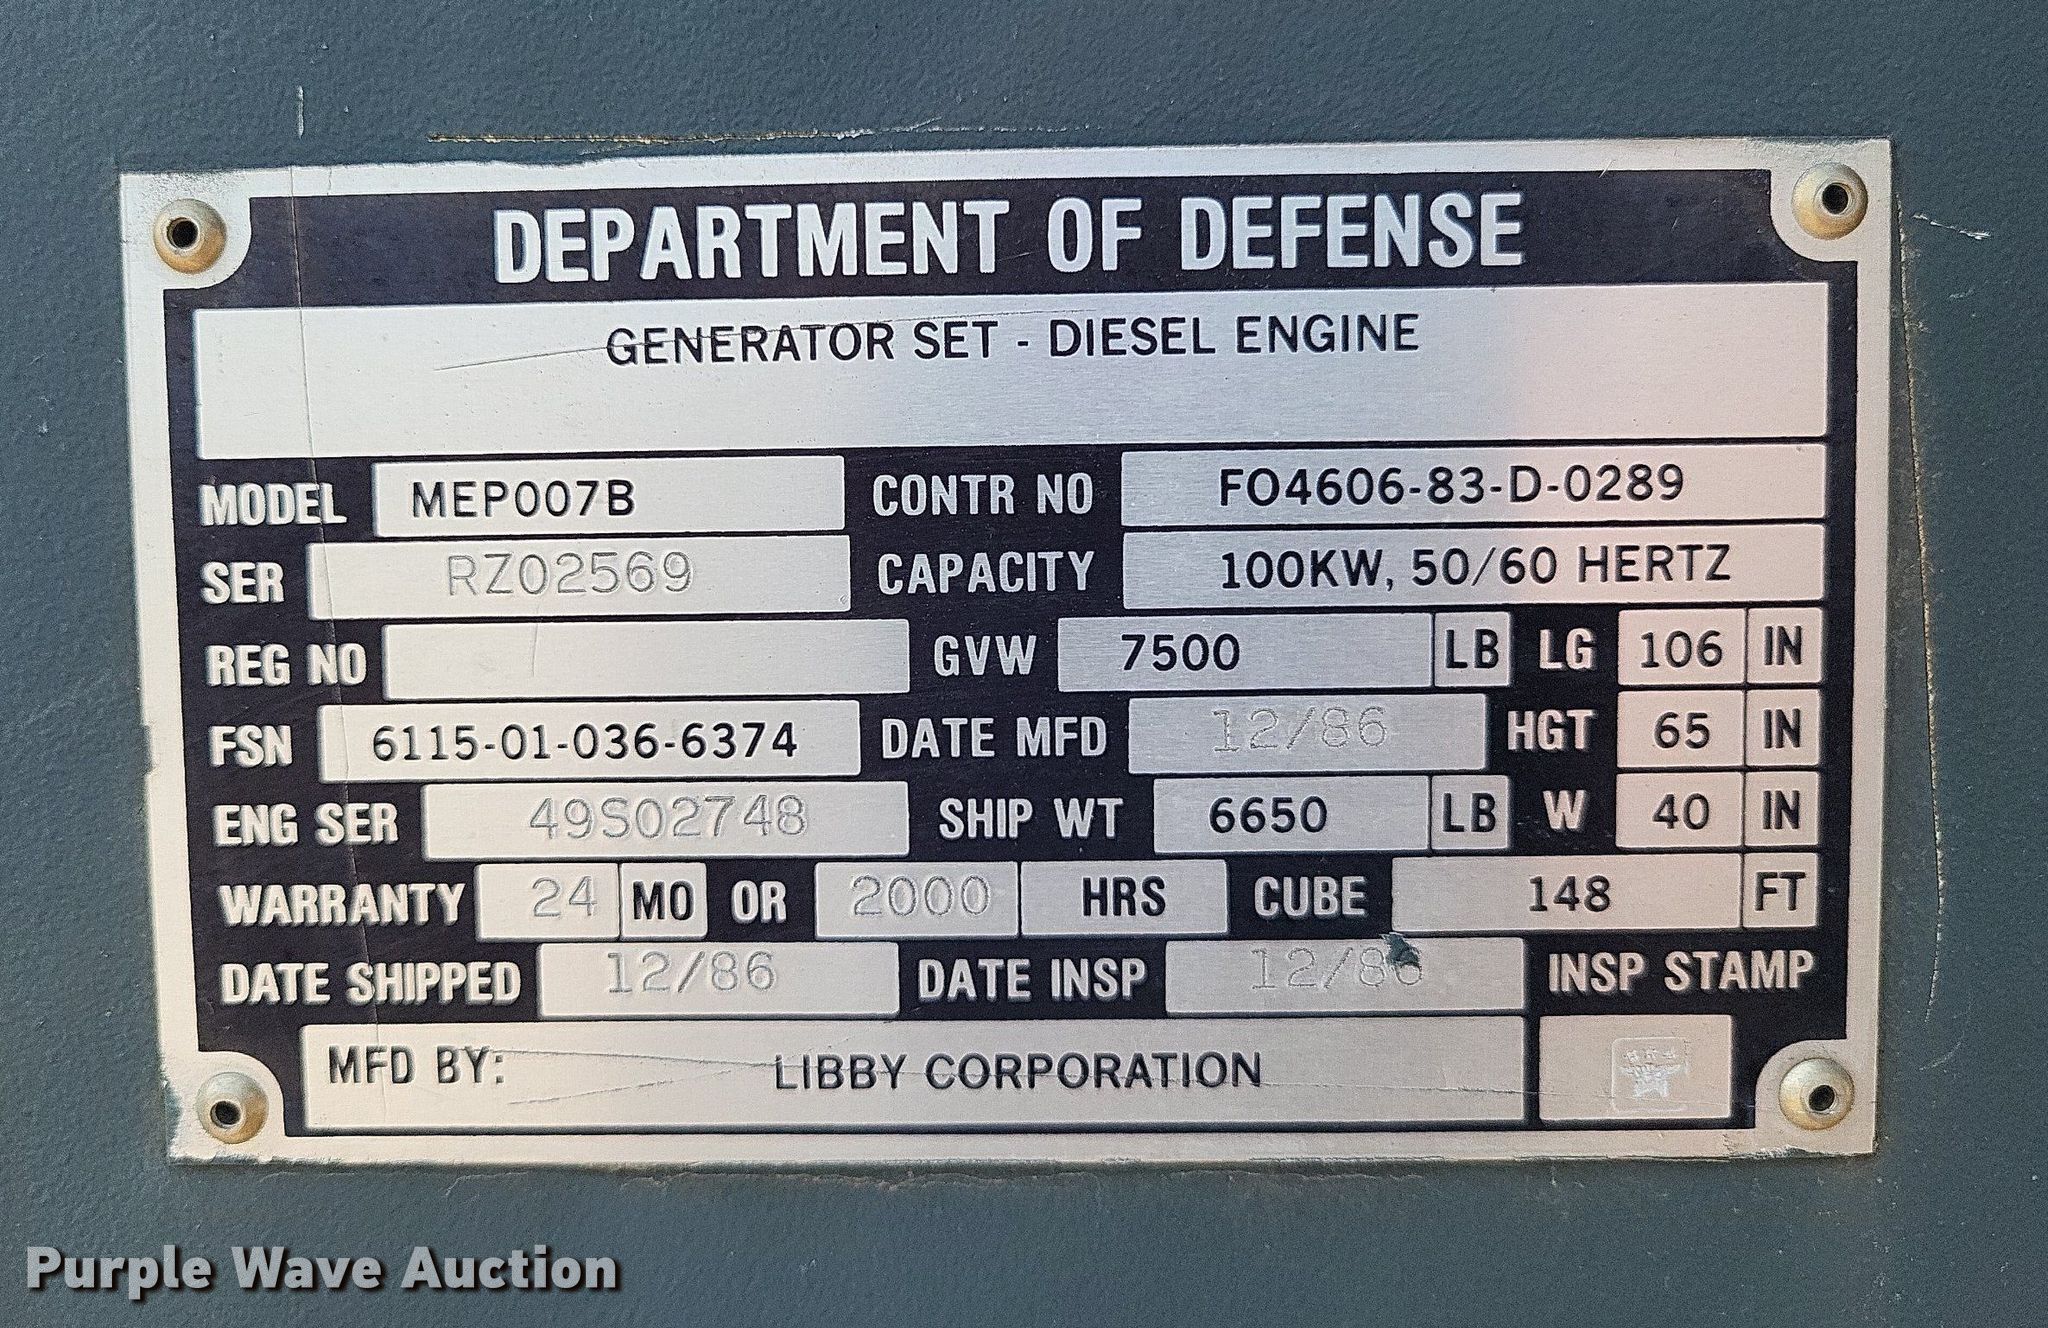 DEPARTMENT OF DEFENSE
GENERATOR SET - DIESEL ENGINE
MODEL MEP007B CONTR NO FO4606-83-D-0289
SER RZ02569 CAPACITY 100KW, 50/60 HERTZ
REG NO GVW 7500 LB LG 106 IN
FSN 6115-01-036-6374 DATE MFD 12/86 HGT 65 IN
ENG SER 49S02748 SHIP WT 6650 LB W 40 IN
WARRANTY 24 MO OR 2000 HRS CUBE 148 FT
DATE SHIPPED 12/86 DATE INSP 12/86 INSP STAMP
MFD BY: LIBBY CORPORATION
Purple Wave Auction